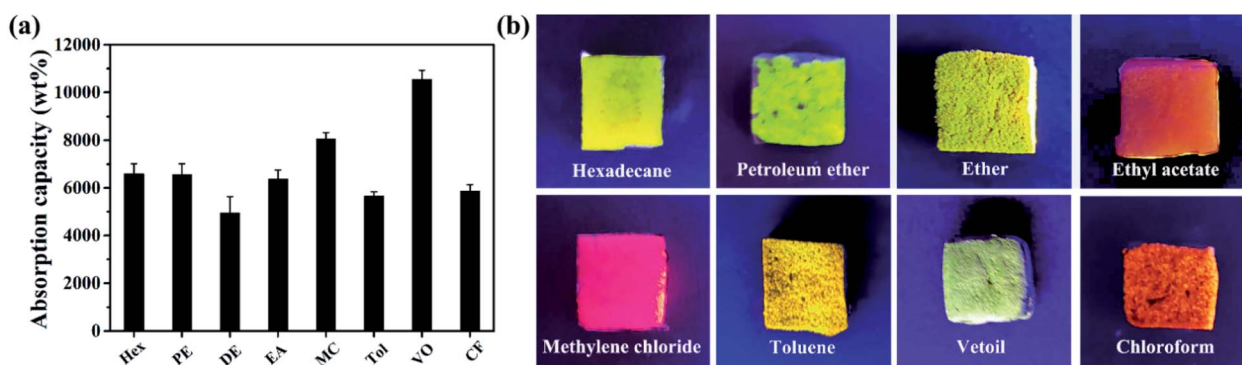 (a)
Absorption capacity (wt%)
12000
10000
8000
6000
4000
2000
0
Hex
PE
DE
EA
MC
Tol
VO
CF
(b)
Hexadecane
Petroleum ether
Ether
Ethyl acetate
Methylene chloride
Toluene
Vetoil
Chloroform